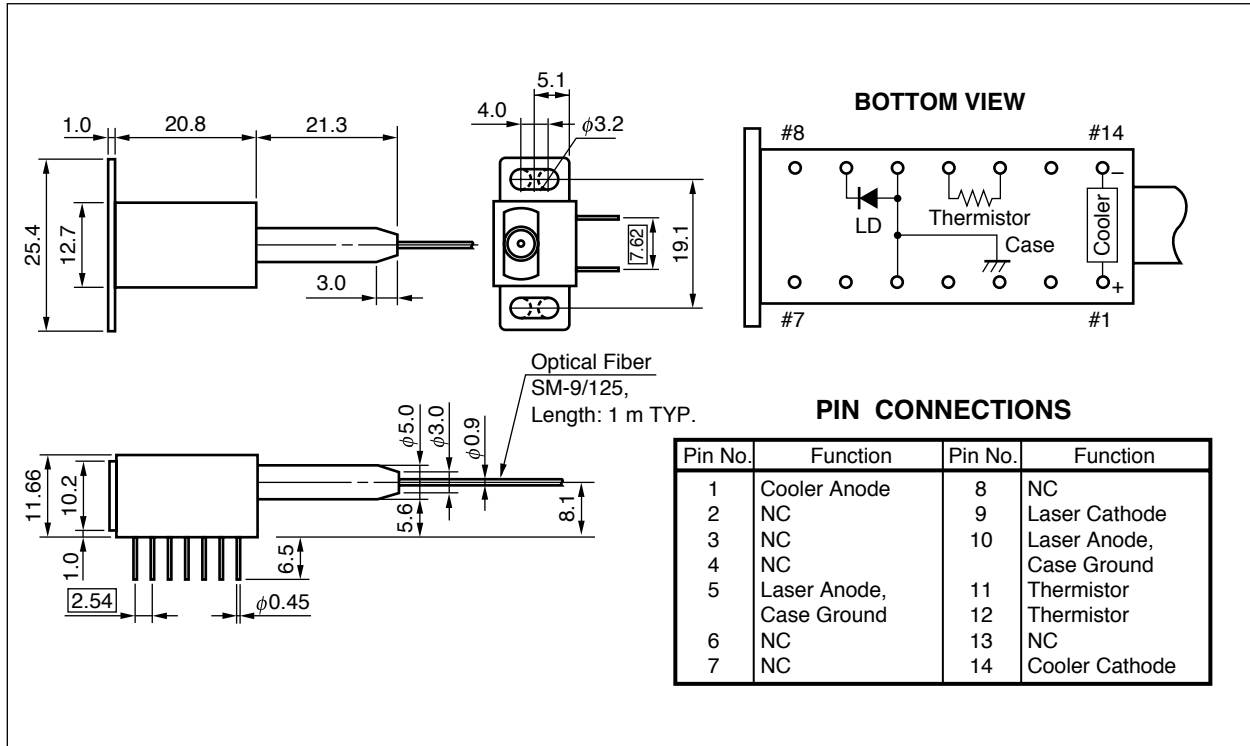 1.0
20.8
21.3
25.4
12.7
3.0
5.1
4.0
φ3.2
7.62
19.1
BOTTOM VIEW
#8
#14
LD
Thermistor
Case
Cooler
–
+
#7
#1
Optical Fiber
SM-9/125,
Length: 1 m TYP.
11.66
10.2
1.0
2.54
φ0.45
6.5
φ5.0
φ3.0
φ0.9
5.6
8.1
PIN CONNECTIONS
Pin No. Function Pin No. Function
1 Cooler Anode 8 NC
2 NC 9 Laser Cathode
3 NC 10 Laser Anode,
4 NC Case Ground
5 Laser Anode, 11 Thermistor
Case Ground 12 Thermistor
6 NC 13 NC
7 NC 14 Cooler Cathode